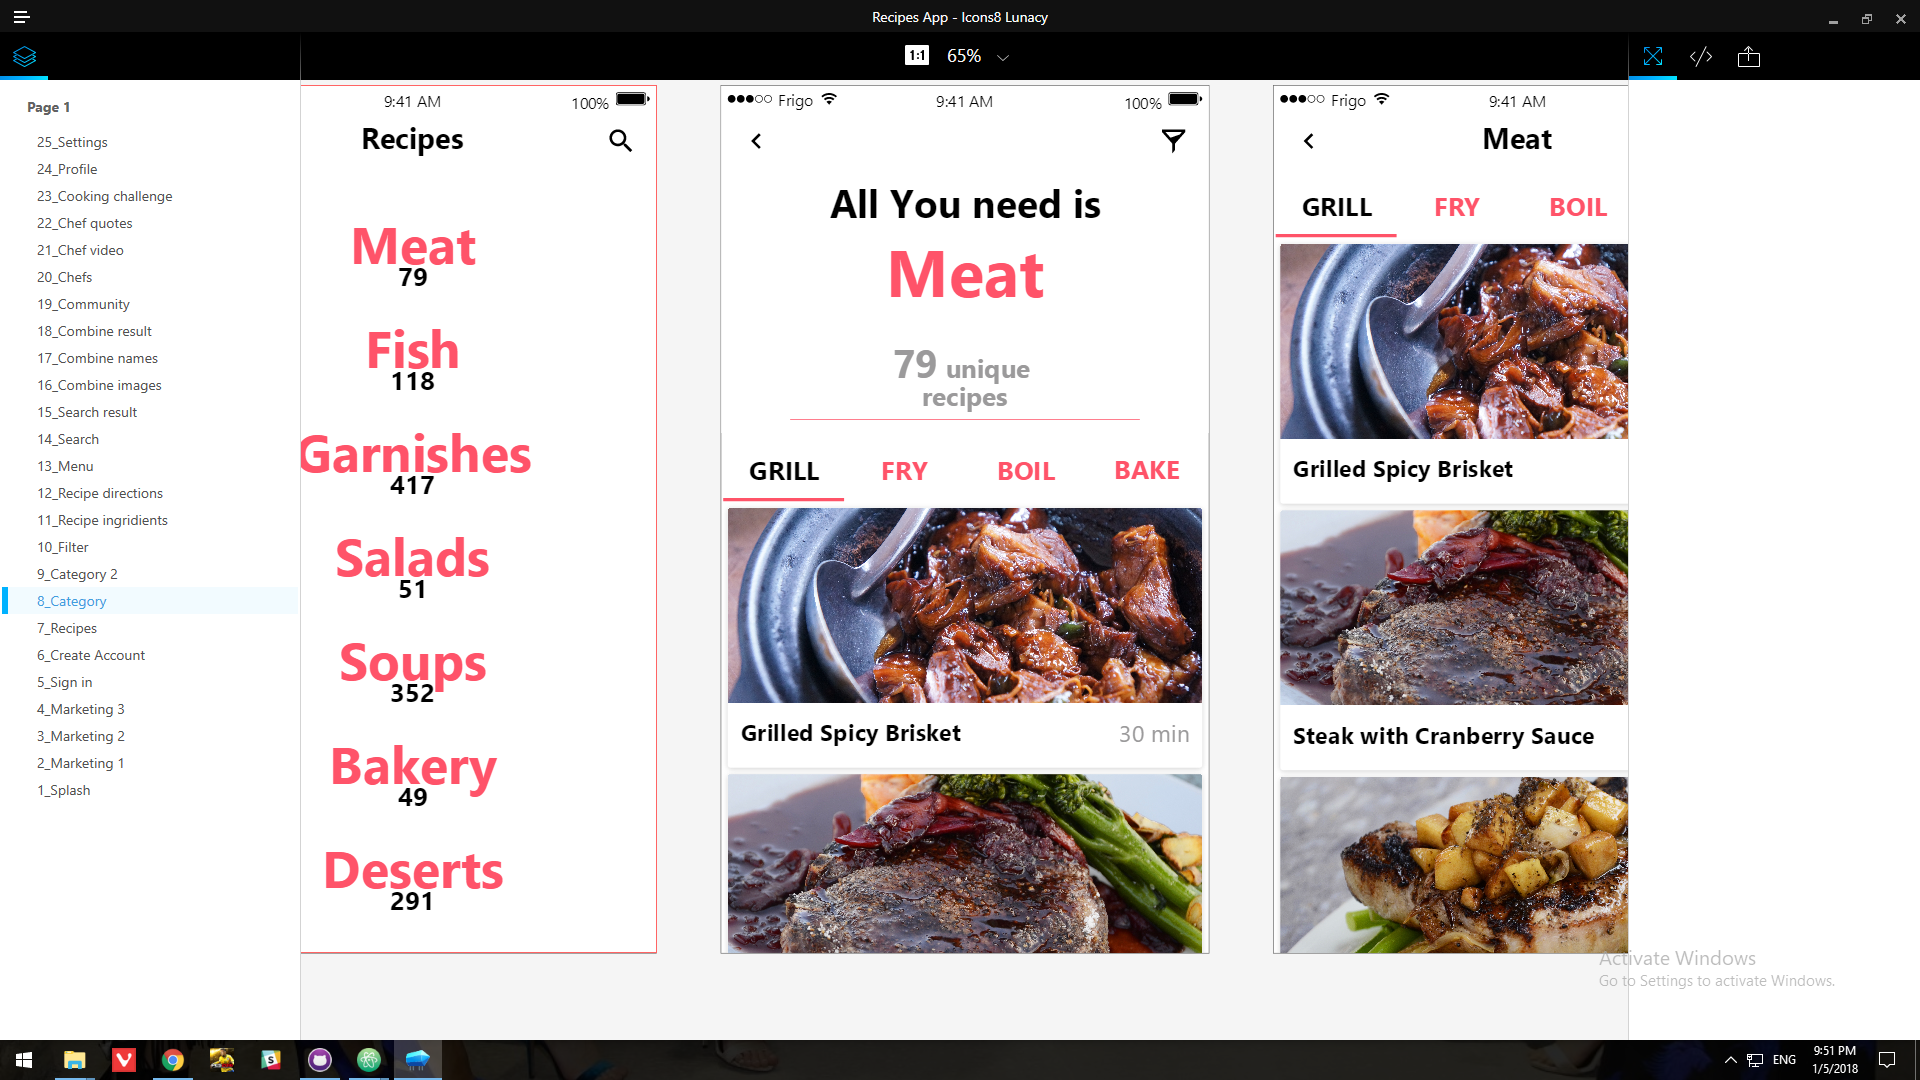 Recipes App - Icons8 Lunacy
1:1 65%
Page 1
25_Settings
24_Profile
23_Cooking challenge
22_Chef quotes
21_Chef video
20_Chefs
19_Community
18_Combine result
17_Combine names
16_Combine images
15_Search result
14_Search
13_Menu
12_Recipe directions
11_Recipe ingridients
10_Filter
9_Category 2
8_Category
7_Recipes
6_Create Account
5_Sign in
4_Marketing 3
3_Marketing 2
2_Marketing 1
1_Splash
9:41 AM 100%
Recipes
Meat
79
Fish
118
Garnishes
417
Salads
51
Soups
352
Bakery
49
Deserts
291
Frigo 9:41 AM 100%
All You need is
Meat
79 unique
recipes
GRILL FRY BOIL BAKE
Grilled Spicy Brisket 30 min
Frigo 9:41 AM
Meat
GRILL FRY BOIL
Grilled Spicy Brisket
Steak with Cranberry Sauce
Activate Windows
Go to Settings to activate Windows.
ENG
9:51 PM
1/5/2018